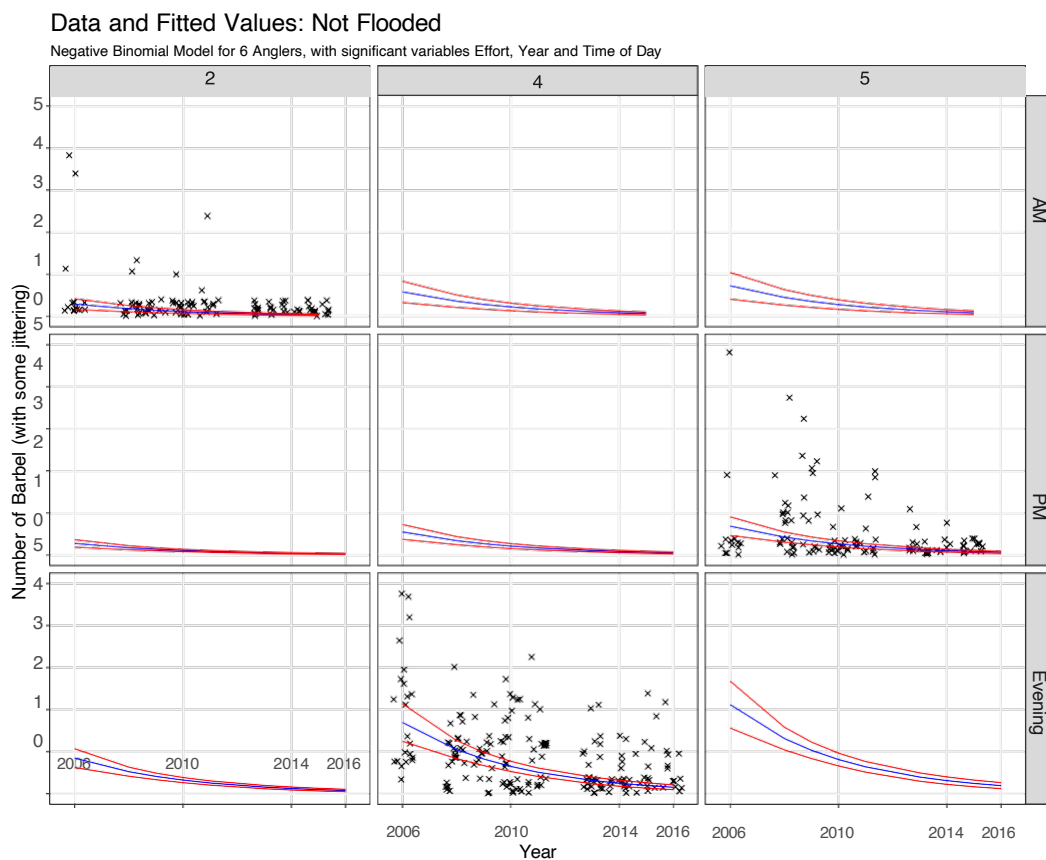 Data and Fitted Values: Not Flooded
Negative Binomial Model for 6 Anglers, with significant variables Effort, Year and Time of Day
2 4 5
Number of Barbel (with some jittering)
5
4
3
2
1
0
AM
5
4
3
2
1
0
PM
5
4
3
2
1
0
Evening
2006 2010 2014 2016
2006 2010 2014 2016
2006 2010 2014 2016
Year